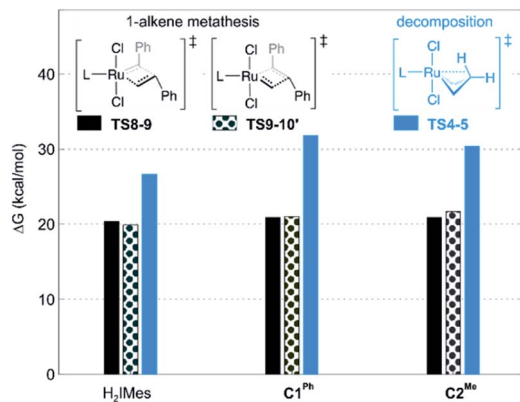 1-alkene metathesis
decomposition
‡
‡
‡
Cl
Ph
L
Ru
Ph
Cl
Cl
Ph
L
Ru
Ph
Cl
Cl
H
L
Ru
H
Cl
TS8-9
TS9-10'
TS4-5
ΔG (kcal/mol)
40
30
20
10
0
H₂IMes
C1ᴾʰ
C2ᴹᵉ